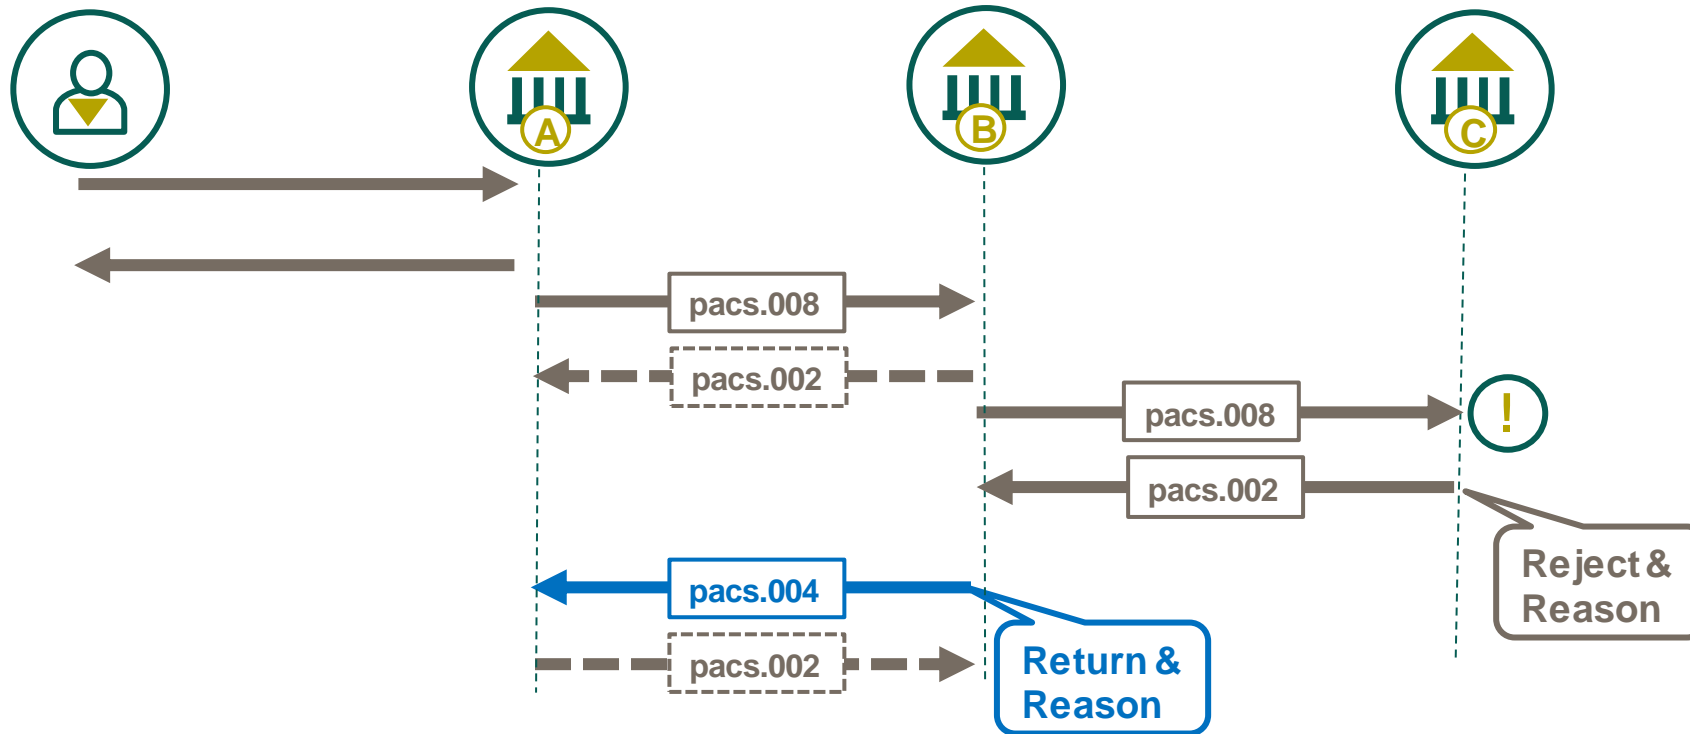 A
B
C
pacs.008
pacs.002
pacs.008
!
pacs.002
Reject &
Reason
pacs.004
Return &
Reason
pacs.002